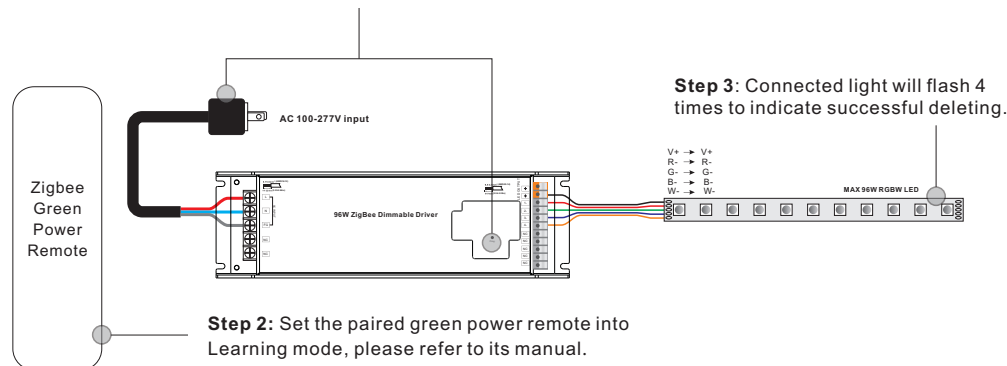 Step 3: Connected light will flash 4
times to indicate successful deleting.
AC 100-277V input
V+ → V+
R- → R-
G- → G-
B- → B-
W- → W-
MAX 96W RGBW LED
Zigbee
Green
Power
Remote
96W ZigBee Dimmable Driver
Step 2: Set the paired green power remote into
Learning mode, please refer to its manual.